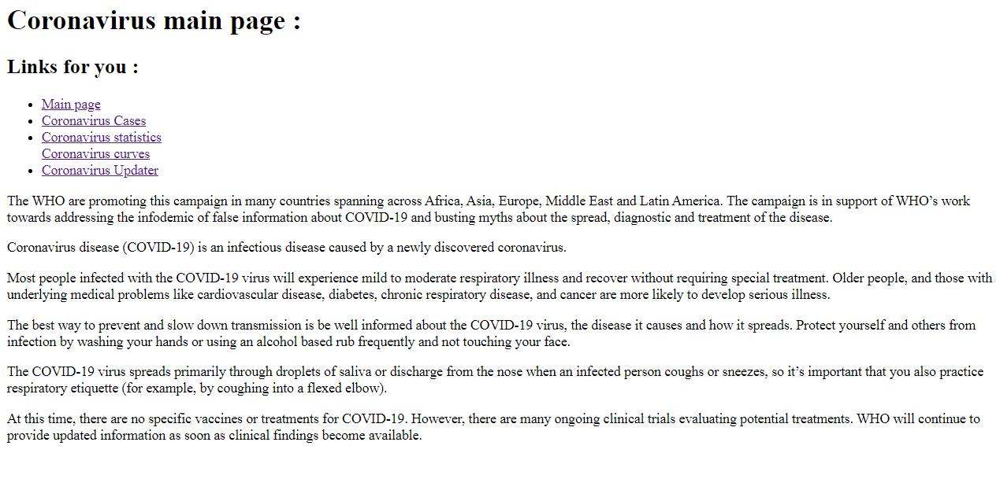 Coronavirus main page :
Links for you :
Main page
Coronavirus Cases
Coronavirus statistics
Coronavirus curves
Coronavirus Updater
The WHO are promoting this campaign in many countries spanning across Africa, Asia, Europe, Middle East and Latin America. The campaign is in support of WHO’s work
towards addressing the infodemic of false information about COVID-19 and busting myths about the spread, diagnostic and treatment of the disease.
Coronavirus disease (COVID-19) is an infectious disease caused by a newly discovered coronavirus.
Most people infected with the COVID-19 virus will experience mild to moderate respiratory illness and recover without requiring special treatment. Older people, and those with
underlying medical problems like cardiovascular disease, diabetes, chronic respiratory disease, and cancer are more likely to develop serious illness.
The best way to prevent and slow down transmission is be well informed about the COVID-19 virus, the disease it causes and how it spreads. Protect yourself and others from
infection by washing your hands or using an alcohol based rub frequently and not touching your face.
The COVID-19 virus spreads primarily through droplets of saliva or discharge from the nose when an infected person coughs or sneezes, so it’s important that you also practice
respiratory etiquette (for example, by coughing into a flexed elbow).
At this time, there are no specific vaccines or treatments for COVID-19. However, there are many ongoing clinical trials evaluating potential treatments. WHO will continue to
provide updated information as soon as clinical findings become available.